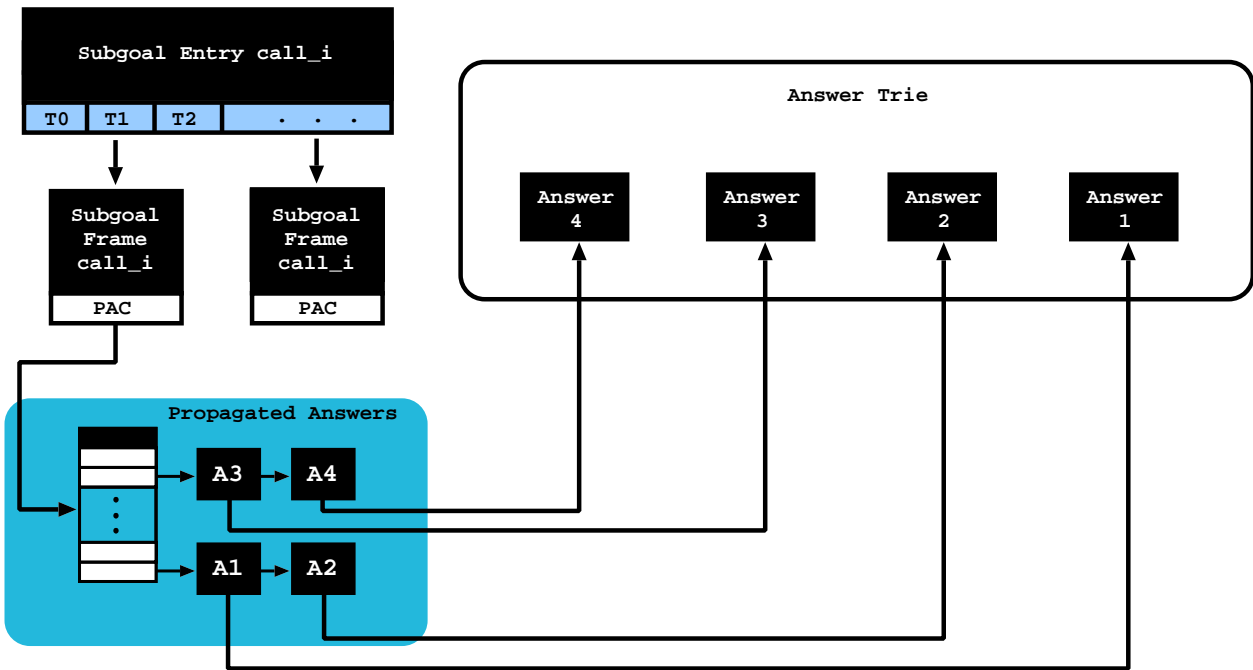 Subgoal Entry call_i
T0 T1 T2 . . .
Subgoal
Frame
call_i
PAC
Subgoal
Frame
call_i
PAC
Answer Trie
Answer
4
Answer
3
Answer
2
Answer
1
Propagated Answers
A3 A4
A1 A2